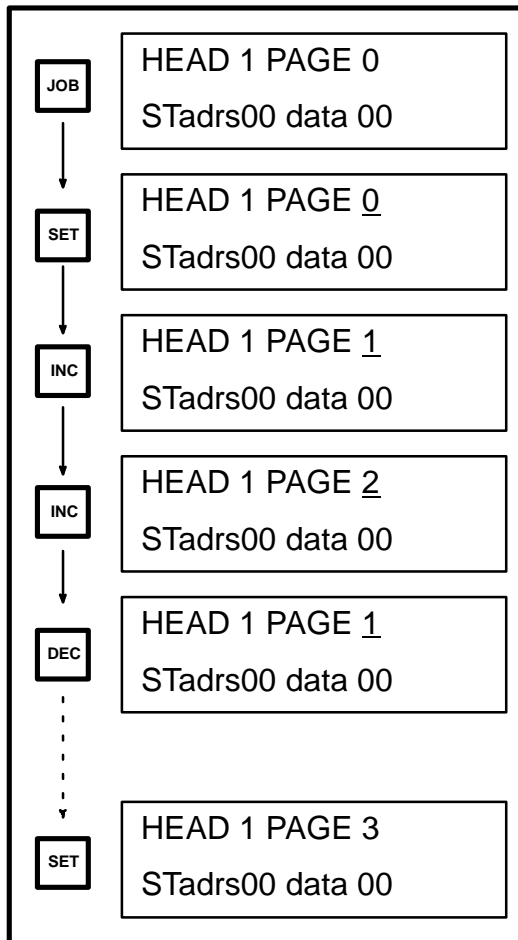 JOB
HEAD 1 PAGE 0
STadrs00 data 00
SET
HEAD 1 PAGE 0
STadrs00 data 00
INC
HEAD 1 PAGE 1
STadrs00 data 00
INC
HEAD 1 PAGE 2
STadrs00 data 00
DEC
HEAD 1 PAGE 1
STadrs00 data 00
SET
HEAD 1 PAGE 3
STadrs00 data 00